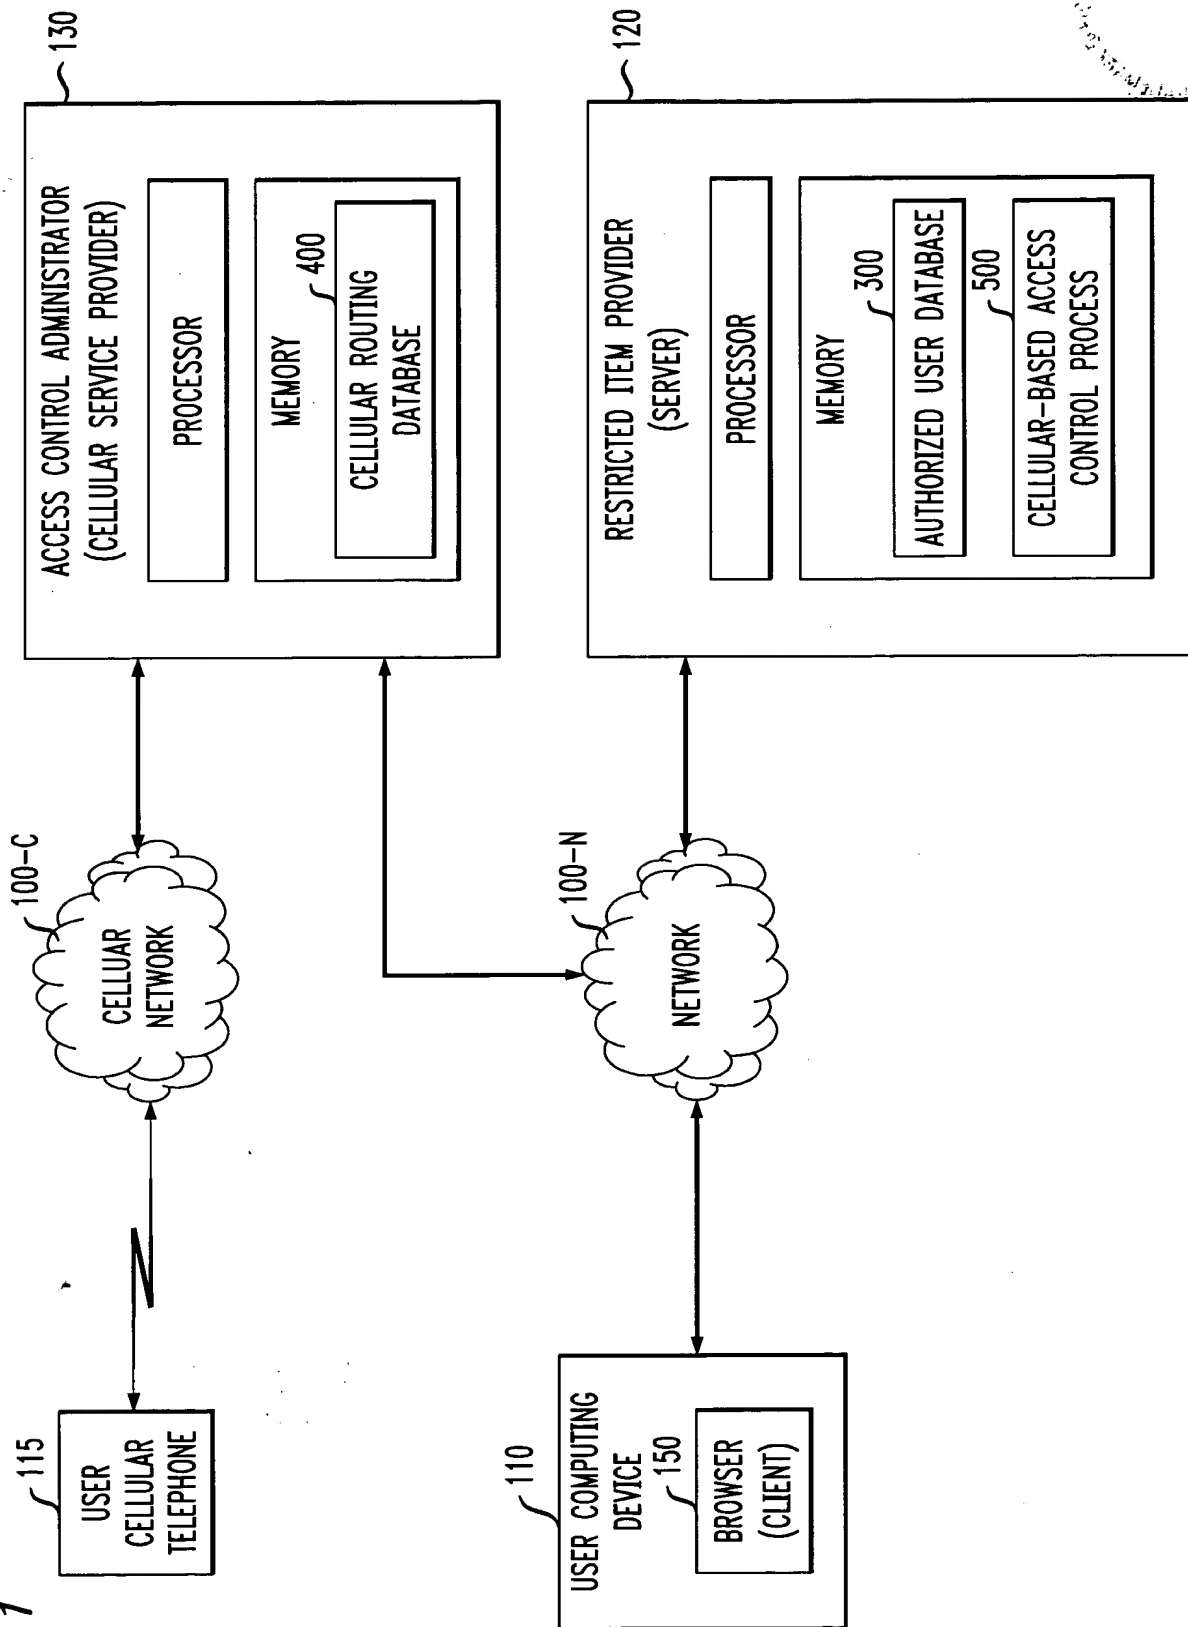 1
115
USER
CELLULAR
TELEPHONE
100-C
CELLUAR
NETWORK
130
ACCESS CONTROL ADMINISTRATOR
(CELLULAR SERVICE PROVIDER)
PROCESSOR
MEMORY
400
CELLULAR ROUTING
DATABASE
110
USER COMPUTING
DEVICE
150
BROWSER
(CLIENT)
100-N
NETWORK
120
RESTRICTED ITEM PROVIDER
(SERVER)
PROCESSOR
MEMORY
300
AUTHORIZED USER DATABASE
500
CELLULAR-BASED ACCESS
CONTROL PROCESS